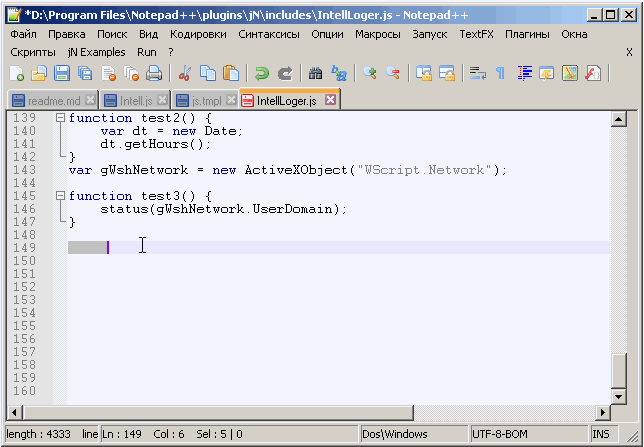 *D:\Program Files\Notepad++\plugins\jN\includes\IntellLoger.js - Notepad++
Файл Правка Поиск Вид Кодировки Синтаксисы Опции Макросы Запуск TextFX Плагины Окна
Скрипты jN Examples Run ? X
readme.md Intell.js js.tmpl IntellLoger.js
139 function test2() {
140 var dt = new Date;
141 dt.getHours();
142 }
143 var gWshNetwork = new ActiveXObject("WScript.Network");
144
145 function test3() {
146 status(gWshNetwork.UserDomain);
147 }
148
149
150
151
152
153
154
155
156
157
158
159
160
length : 4333 line Ln : 149 Col : 6 Sel : 5 | 0 Dos\Windows UTF-8-BOM INS